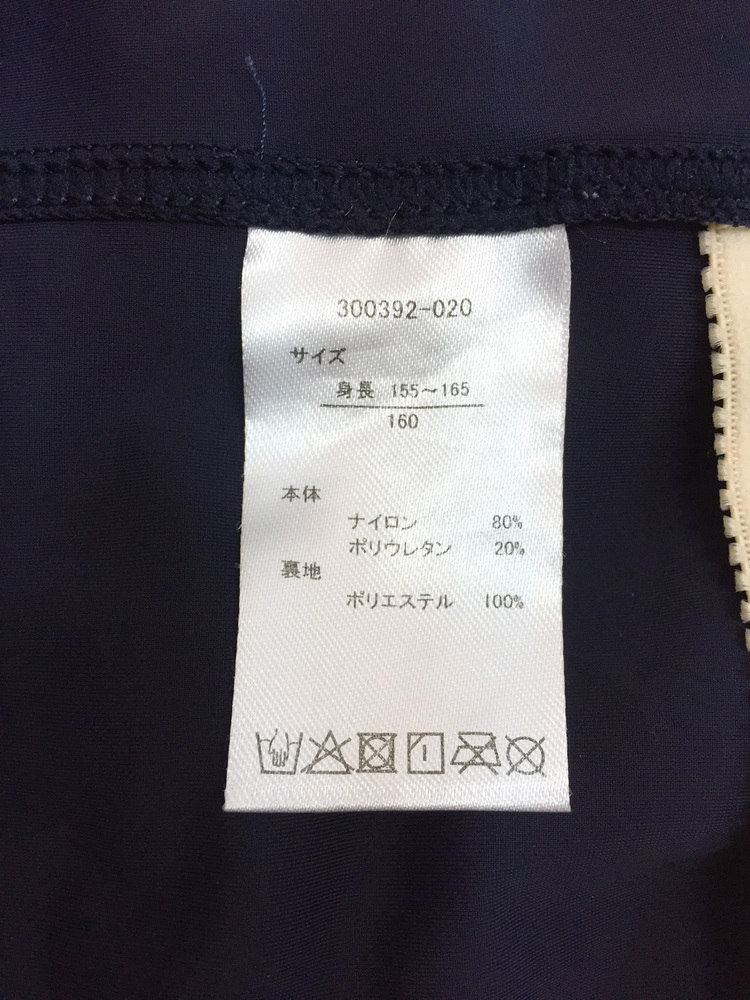 300392-020
サイズ
身長 155～165
160
本体
ナイロン 80%
ポリウレタン 20%
裏地
ポリエステル 100%